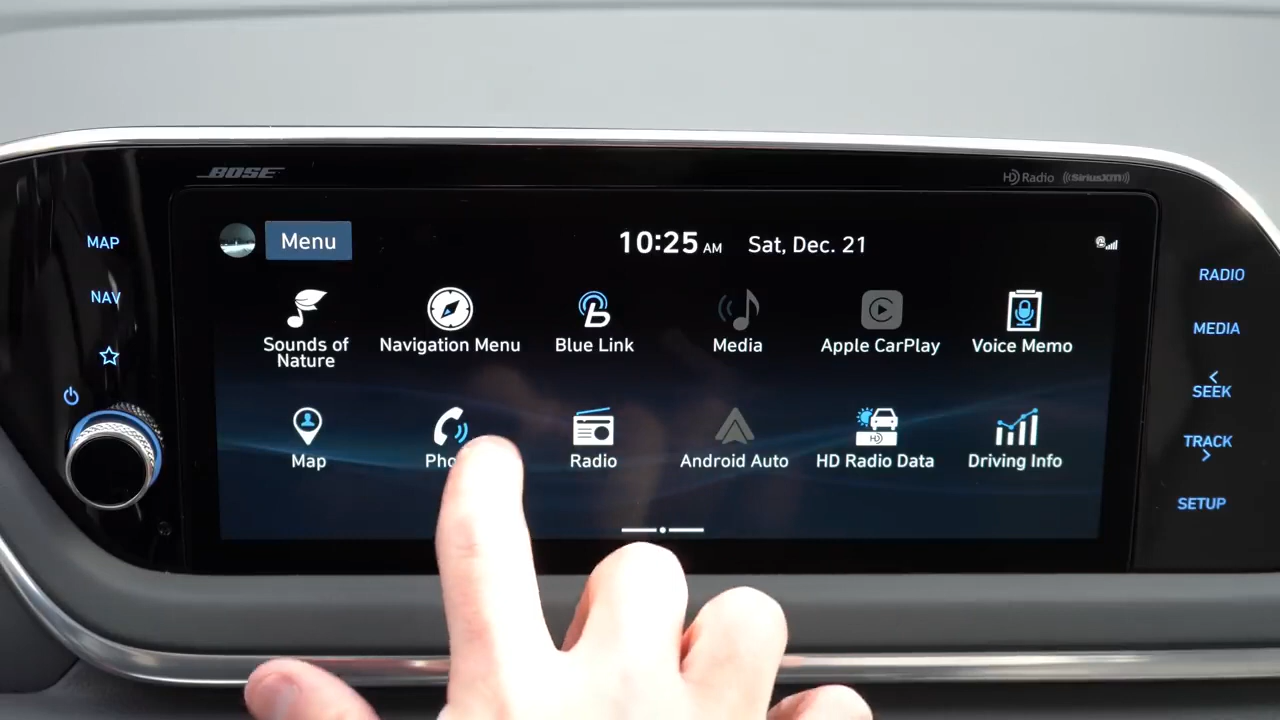 BOSE
HD Radio ((SiriusXM))
MAP
NAV
Menu
10:25 AM Sat, Dec. 21
Sounds of
Nature
Navigation Menu
Blue Link
Media
Apple CarPlay
Voice Memo
Map
Pho
Radio
Android Auto
HD
HD Radio Data
Driving Info
RADIO
MEDIA
SEEK
TRACK
SETUP